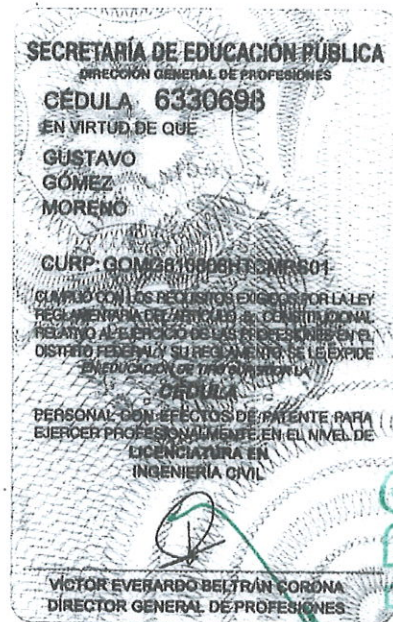 SECRETARÍA DE EDUCACIÓN PÚBLICA
DIRECCIÓN GENERAL DE PROFESIONES
CÉDULA 6330698
EN VIRTUD DE QUE
GUSTAVO
GÓMEZ
MORENO
CURP:
CUMPLIÓ CON LOS REQUISITOS EXIGIDOS POR LA LEY
REGLAMENTARIA DEL ARTÍCULO 5o. CONSTITUCIONAL
RELATIVO AL EJERCICIO DE LAS PROFESIONES EN EL
DISTRITO FEDERAL Y SU REGLAMENTO SE LE EXPIDE
EN EDUCACIÓN DE TIPO SUPERIOR LA
CÉDULA
PERSONAL CON EFECTOS DE PATENTE PARA
EJERCER PROFESIONALMENTE EN EL NIVEL DE
LICENCIATURA EN
INGENIERÍA CIVIL
VÍCTOR EVERARDO BELTRÁN CORONA
DIRECTOR GENERAL DE PROFESIONES